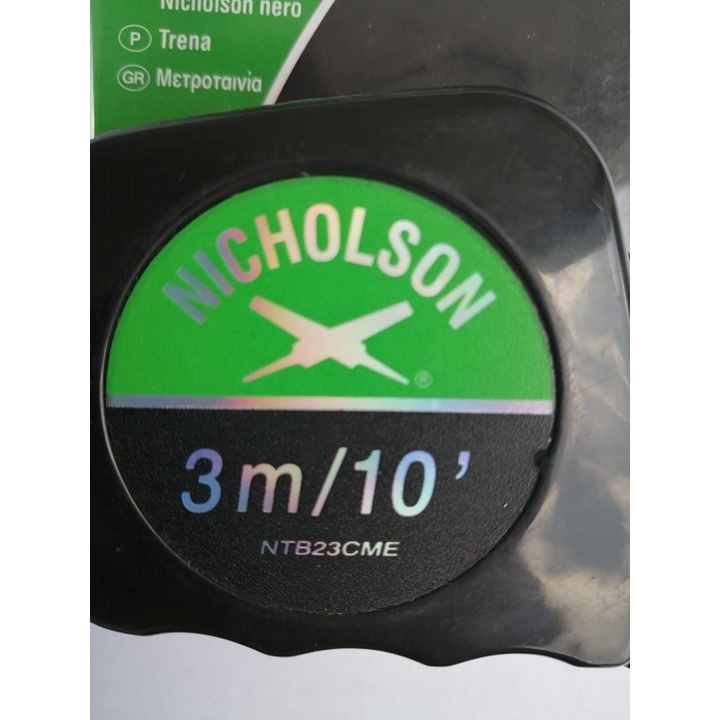 Nicholson nero
P Trena
GR Μετροταινία
NICHOLSON
®
3m/10'
NTB23CME